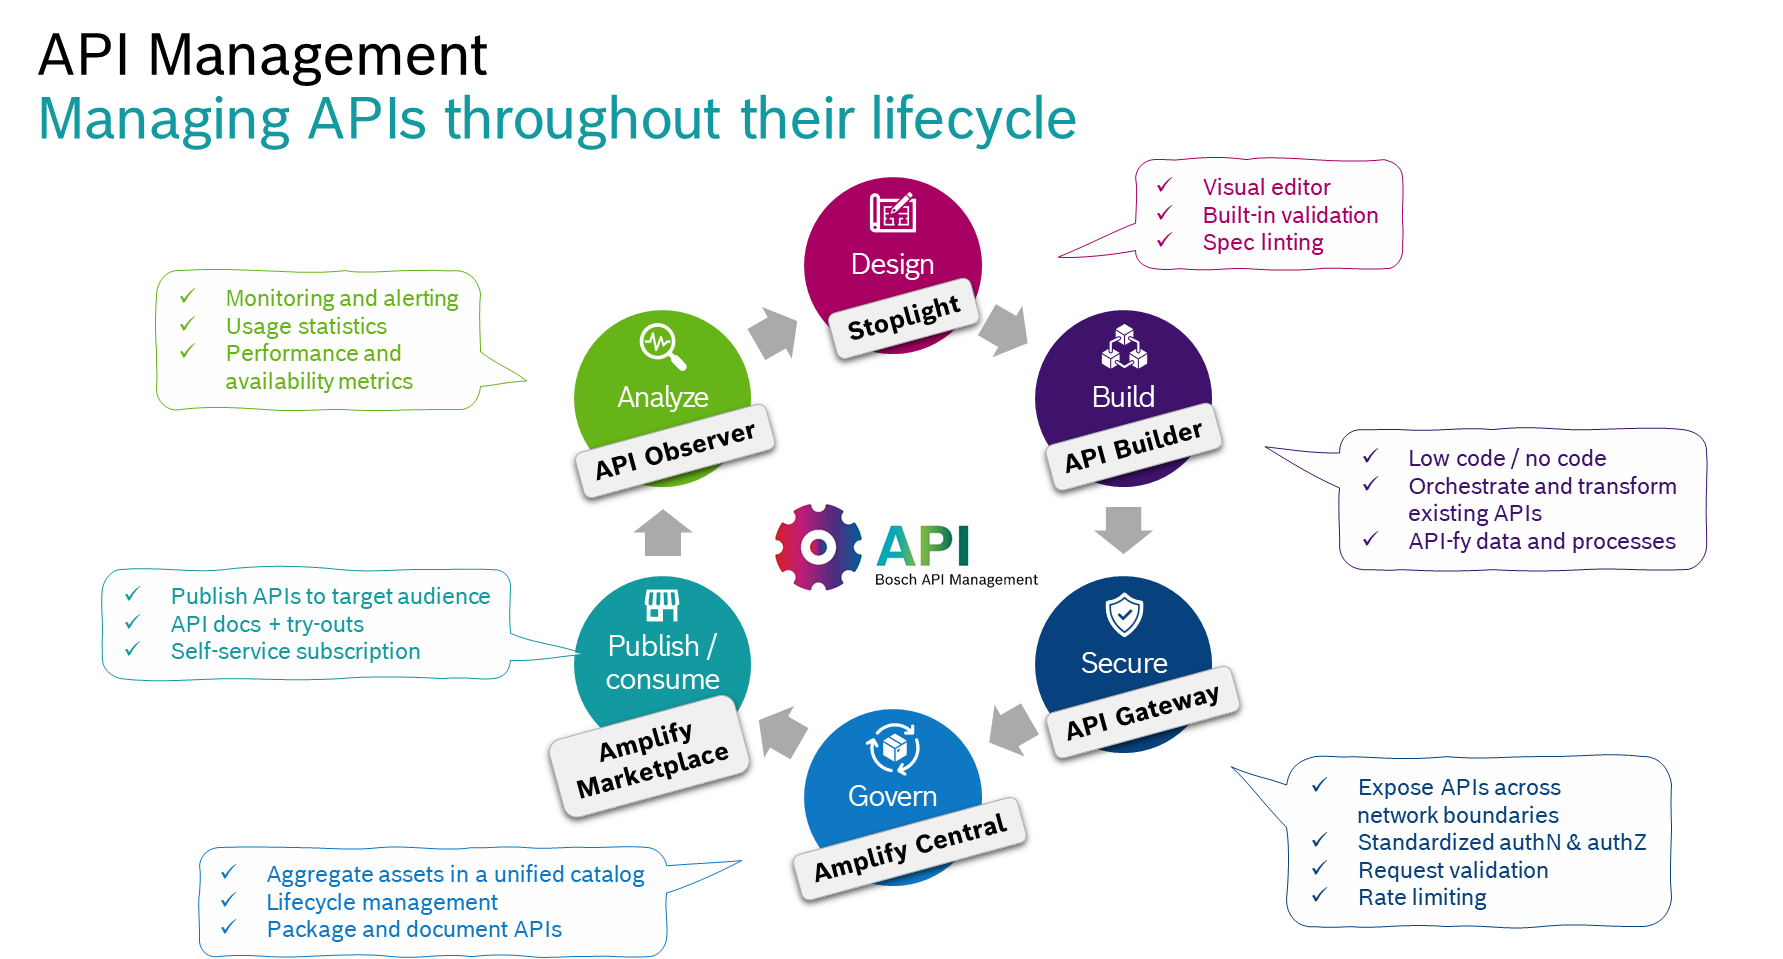 API Management
Managing APIs throughout their lifecycle
Design
Stoplight
Visual editor
Built-in validation
Spec linting
Build
API Builder
Low code / no code
Orchestrate and transform
existing APIs
API-fy data and processes
Secure
API Gateway
Expose APIs across
network boundaries
Standardized authN & authZ
Request validation
Rate limiting
Govern
Amplify Central
Aggregate assets in a unified catalog
Lifecycle management
Package and document APIs
Publish /
consume
Amplify
Marketplace
Publish APIs to target audience
API docs + try-outs
Self-service subscription
Analyze
API Observer
Monitoring and alerting
Usage statistics
Performance and
availability metrics
API
Bosch API Management